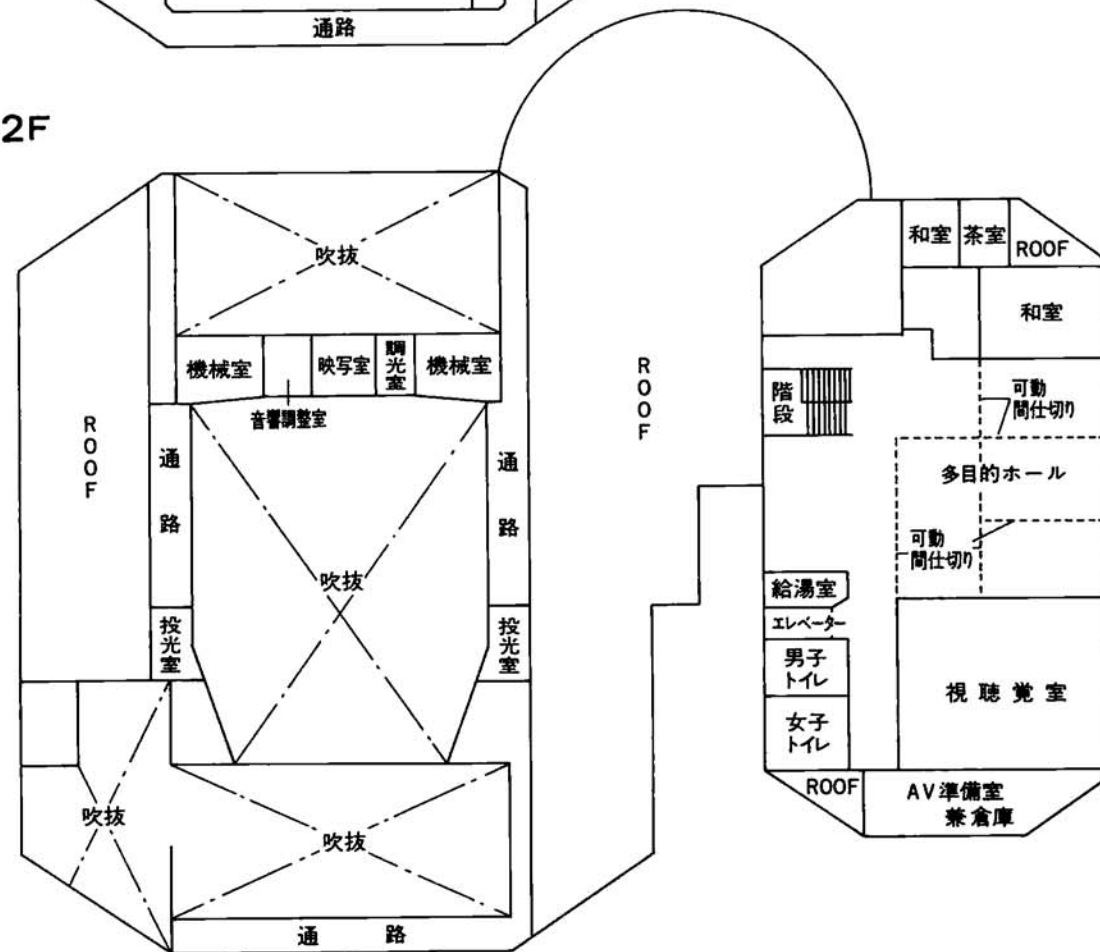 通路
2F
吹抜
機械室
映写室
調光室
機械室
音響調整室
ROOF
通路
吹抜
通路
投光室
投光室
吹抜
吹抜
通路
ROOF
和室
茶室
ROOF
和室
階段
可動
間仕切り
多目的ホール
可動
間仕切り
給湯室
エレベーター
男子
トイレ
女子
トイレ
視聴覚室
ROOF
AV準備室
兼倉庫